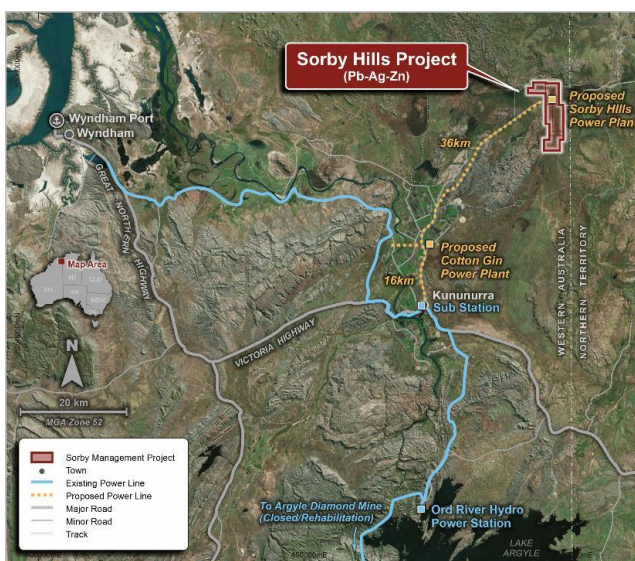 Sorby Hills Project
(Pb-Ag-Zn)
Proposed
Sorby HIlls
Power Plan
Wyndham Port
Wyndham
36km
GREAT NORTHERN HIGHWAY
Map Area
WA
NT
QLD
SA
NSW
Proposed
Cotton Gin
Power Plant
16km
Kununurra
Sub Station
WESTERN AUSTRALIA
NORTHERN TERRITORY
VICTORIA HIGHWAY
N
20 km
MGA Zone 52
Sorby Management Project
Town
Existing Power Line
Proposed Power Line
Major Road
Minor Road
Track
To Argyle Diamond Mine
(Closed/Rehabilitation)
Ord River Hydro
Power Station
LAKE
ARGYLE